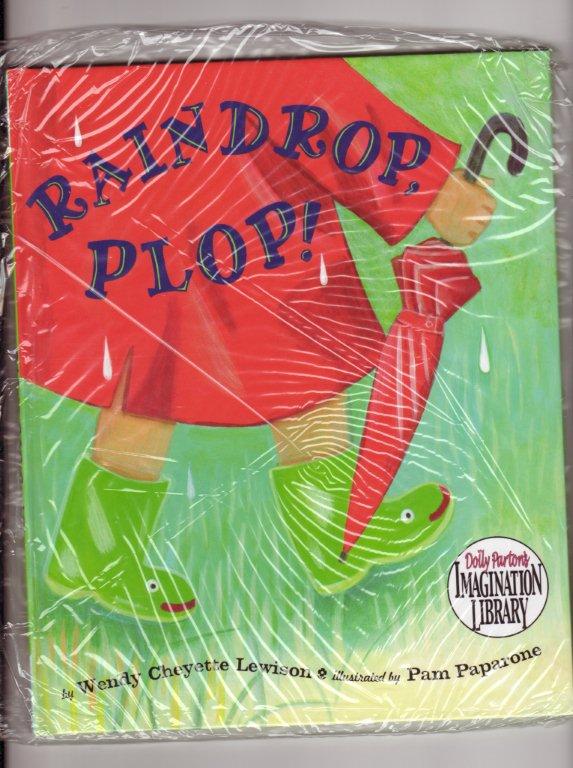 RAINDROP,
PLOP!
Dolly Parton's
IMAGINATION
LIBRARY
by Wendy Cheyette Lewison illustrated by Pam Paparone